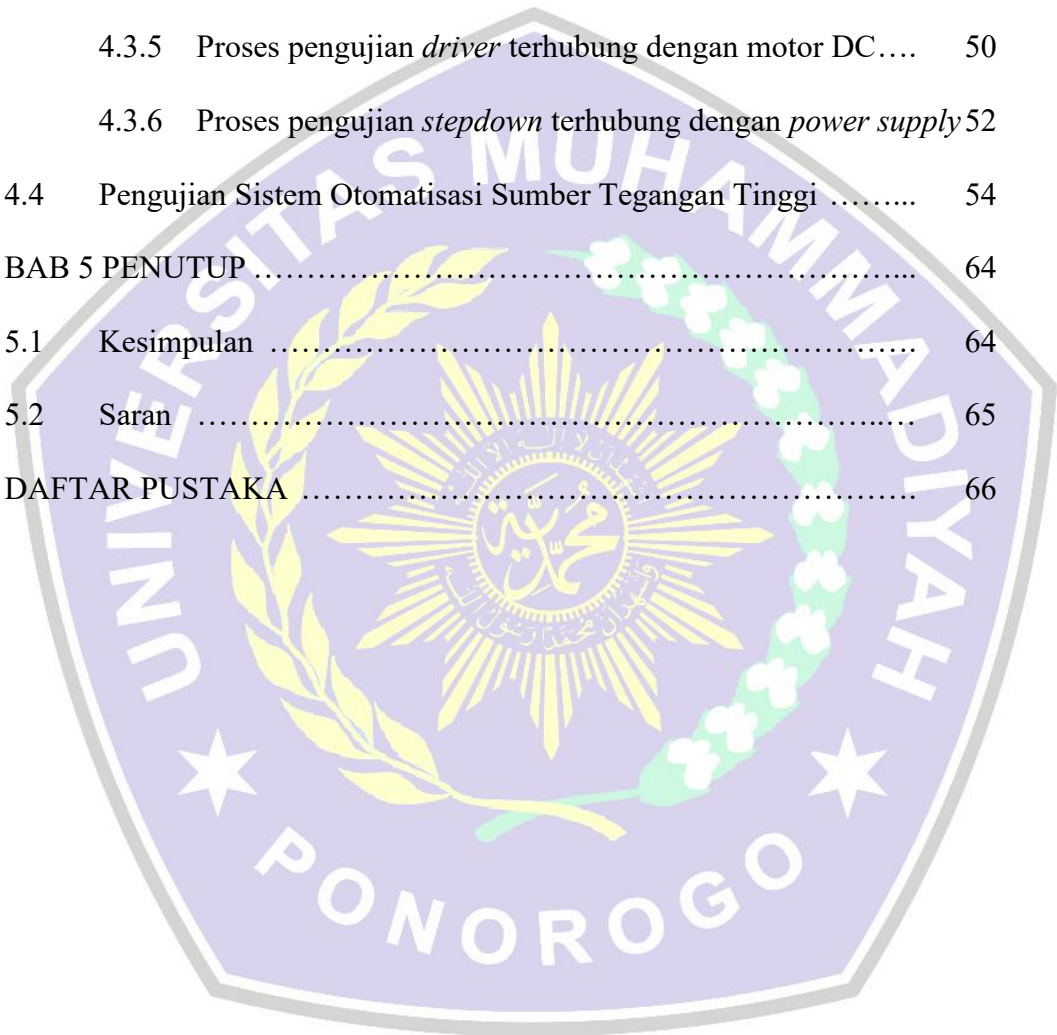 4.3.5 Proses pengujian driver terhubung dengan motor DC…. 50
4.3.6 Proses pengujian stepdown terhubung dengan power supply 52
4.4 Pengujian Sistem Otomatisasi Sumber Tegangan Tinggi ……... 54
BAB 5 PENUTUP ……………………………………………………... 64
5.1 Kesimpulan ……………………………………………………. 64
5.2 Saran ………………………………………………………..… 65
DAFTAR PUSTAKA …………………………………………………. 66
UNIVERSITAS MUHAMMADIYAH
PONOROGO
محمدية